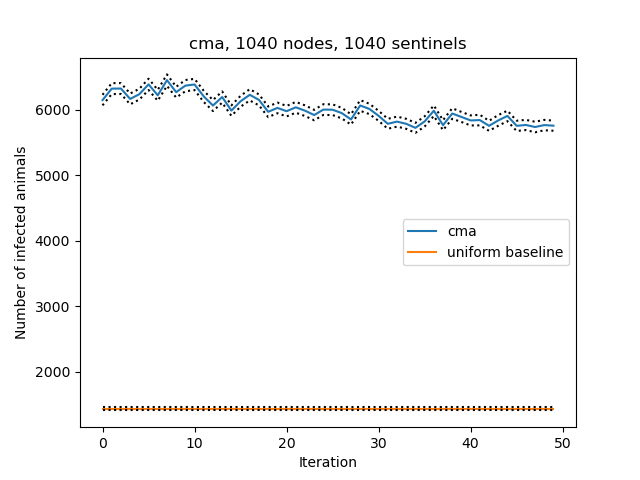 cma, 1040 nodes, 1040 sentinels
Number of infected animals
6000
5000
4000
3000
2000
cma
uniform baseline
0
10
20
30
40
50
Iteration